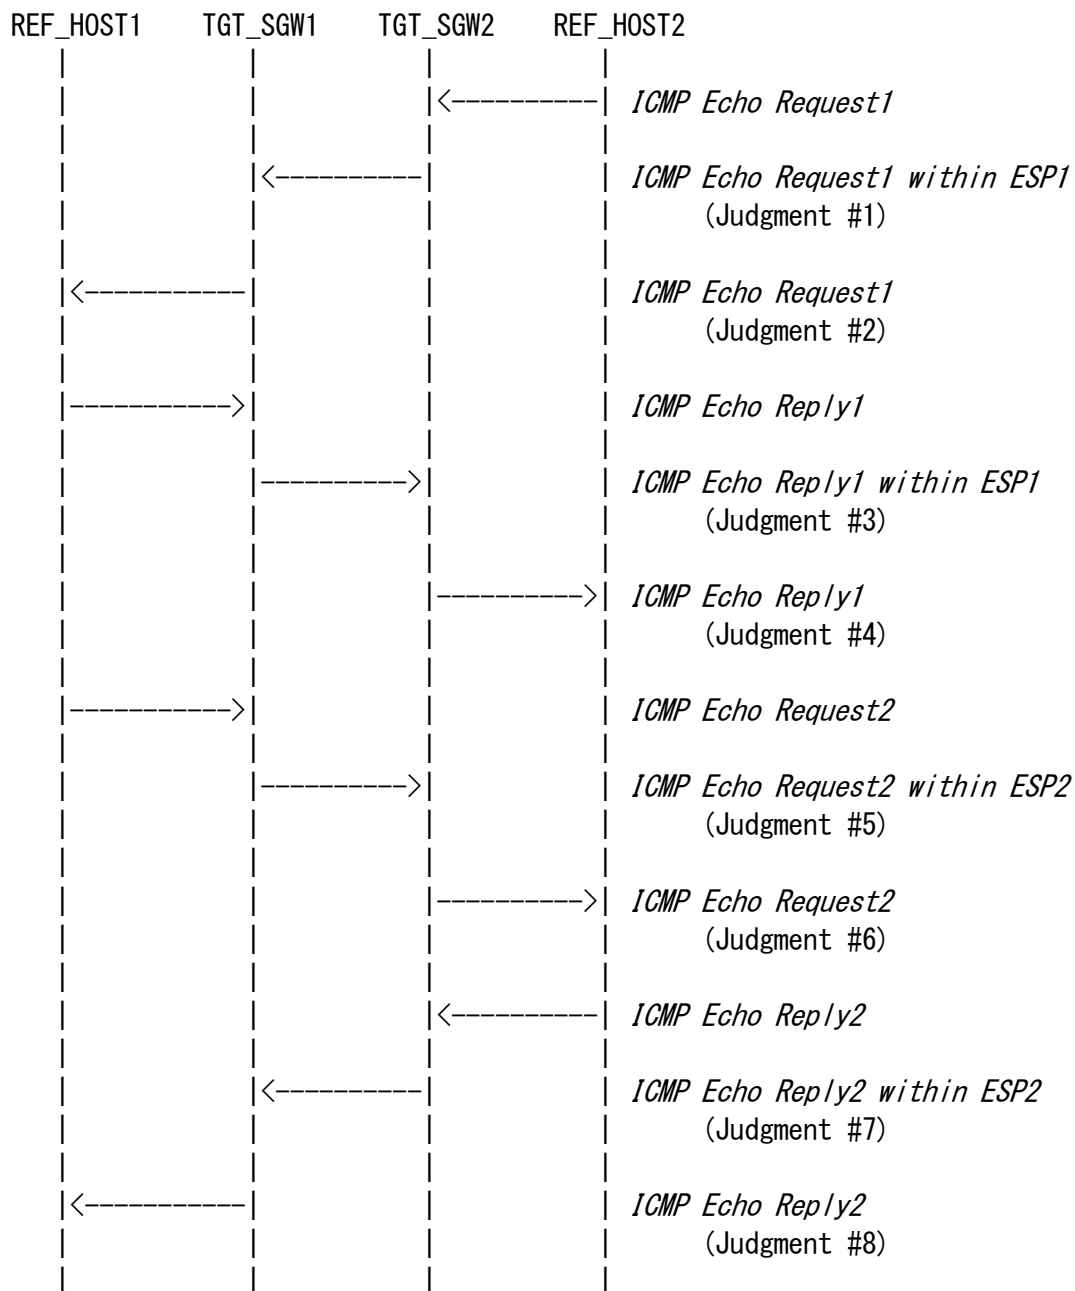 REF_HOST1 TGT_SGW1 TGT_SGW2 REF_HOST2
| | | |
| | |<----------| ICMP Echo Request1
| | | |
| |<----------| | ICMP Echo Request1 within ESP1
| | | | (Judgment #1)
| | | |
|<-----------| | | ICMP Echo Request1
| | | | (Judgment #2)
| | | |
|----------->| | | ICMP Echo Reply1
| | | |
| |---------->| | ICMP Echo Reply1 within ESP1
| | | | (Judgment #3)
| | | |
| | |---------->| ICMP Echo Reply1
| | | | (Judgment #4)
| | | |
|----------->| | | ICMP Echo Request2
| | | |
| |---------->| | ICMP Echo Request2 within ESP2
| | | | (Judgment #5)
| | | |
| | |---------->| ICMP Echo Request2
| | | | (Judgment #6)
| | | |
| | |<----------| ICMP Echo Reply2
| | | |
| |<----------| | ICMP Echo Reply2 within ESP2
| | | | (Judgment #7)
| | | |
|<-----------| | | ICMP Echo Reply2
| | | | (Judgment #8)
| | | |